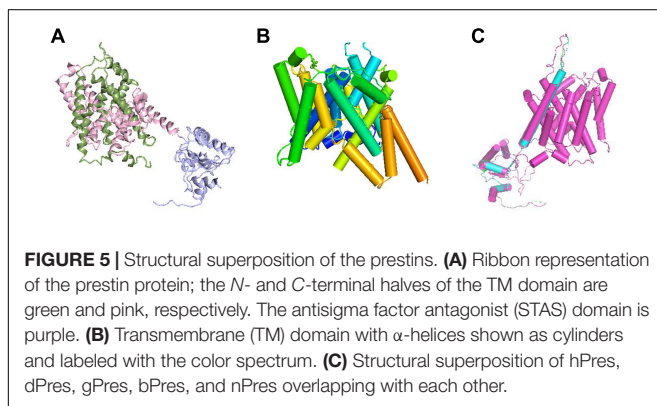 A
B
C
FIGURE 5 | Structural superposition of the prestins. (A) Ribbon representation
of the prestin protein; the N- and C-terminal halves of the TM domain are
green and pink, respectively. The antisigma factor antagonist (STAS) domain is
purple. (B) Transmembrane (TM) domain with α-helices shown as cylinders
and labeled with the color spectrum. (C) Structural superposition of hPres,
dPres, gPres, bPres, and nPres overlapping with each other.